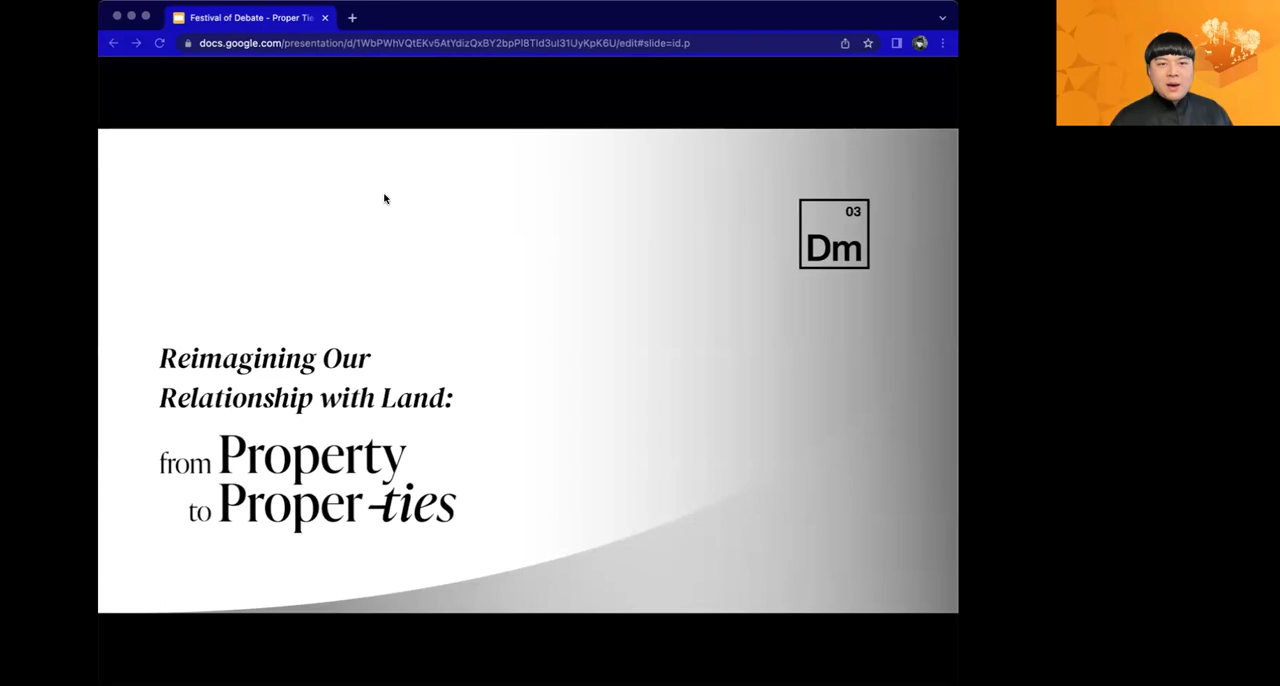 Festival of Debate - Proper Tie
docs.google.com/presentation/d/1WbPWhVQtEKv5AtYdizQxBY2bpPl8Tld3ul31UyKpK6U/edit#slide=id.p
03
Dm
Reimagining Our
Relationship with Land:
from Property
to Proper-ties